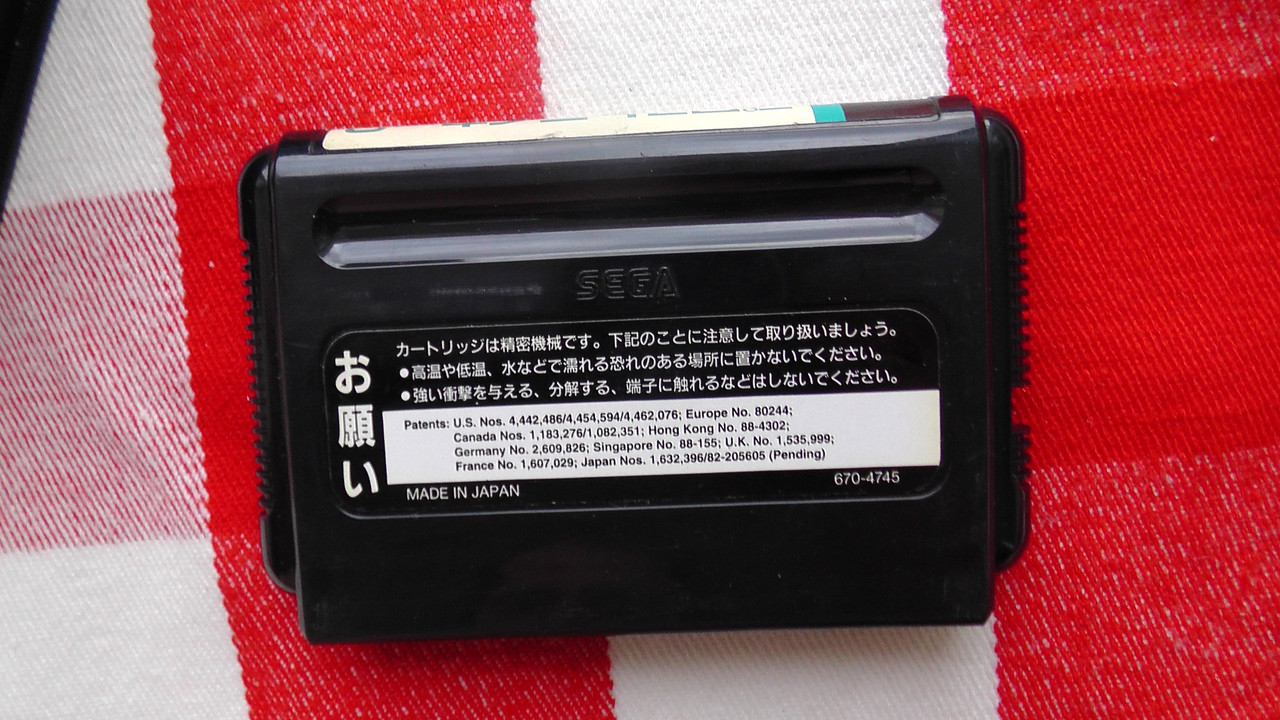 SEGA
お願い
カートリッジは精密機械です。下記のことに注意して取り扱いましょう。
●高温や低温、水などで濡れる恐れのある場所に置かないでください。
●強い衝撃を与える、分解する、端子に触れるなどはしないでください。
Patents: U.S. Nos. 4,442,486/4,454,594/4,462,076; Europe No. 80244;
Canada Nos. 1,183,276/1,082,351; Hong Kong No. 88-4302;
Germany No. 2,609,826; Singapore No. 88-155; U.K. No. 1,535,999;
France No. 1,607,029; Japan Nos. 1,632,396/82-205605 (Pending)
MADE IN JAPAN
670-4745